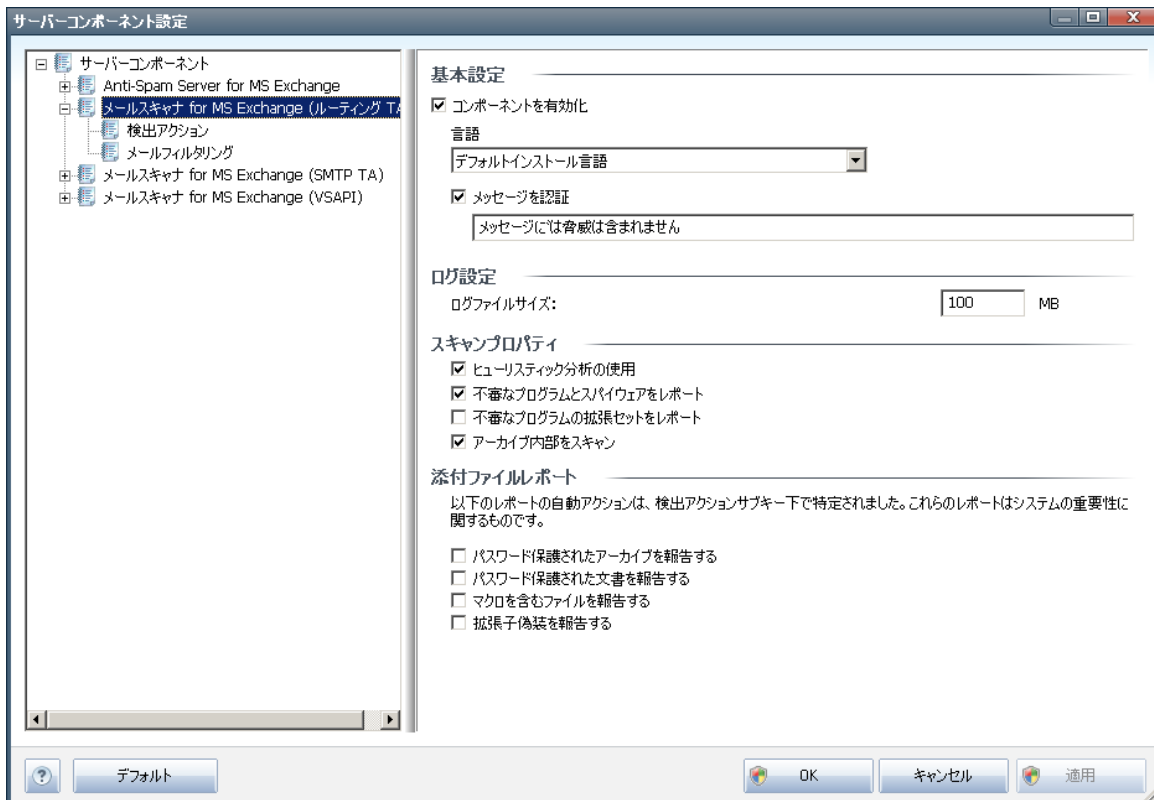 サーバーコンポーネント設定
サーバーコンポーネント
Anti-Spam Server for MS Exchange
メールスキャナ for MS Exchange (ルーティング TA
検出アクション
メールフィルタリング
メールスキャナ for MS Exchange (SMTP TA)
メールスキャナ for MS Exchange (VSAPI)
基本設定
コンポーネントを有効化
言語
デフォルトインストール言語
メッセージを認証
メッセージには脅威は含まれません
ログ設定
ログファイルサイズ: 100 MB
スキャンプロパティ
ヒューリスティック分析の使用
不審なプログラムとスパイウェアをレポート
不審なプログラムの拡張セットをレポート
アーカイブ内部をスキャン
添付ファイルレポート
以下のレポートの自動アクションは、検出アクションサブキー下で特定されました。これらのレポートはシステムの重要性に
関するものです。
パスワード保護されたアーカイブを報告する
パスワード保護された文書を報告する
マクロを含むファイルを報告する
拡張子偽装を報告する
? デフォルト OK キャンセル 適用